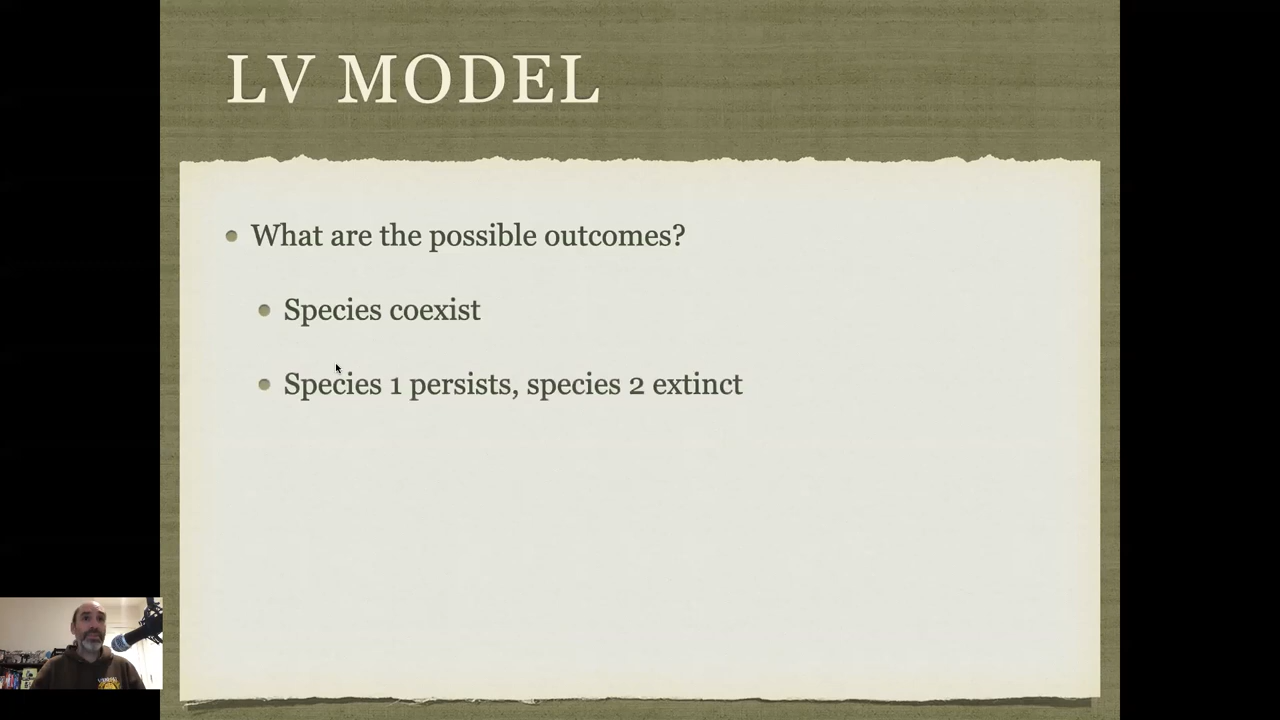 LV MODEL
What are the possible outcomes?
Species coexist
Species 1 persists, species 2 extinct